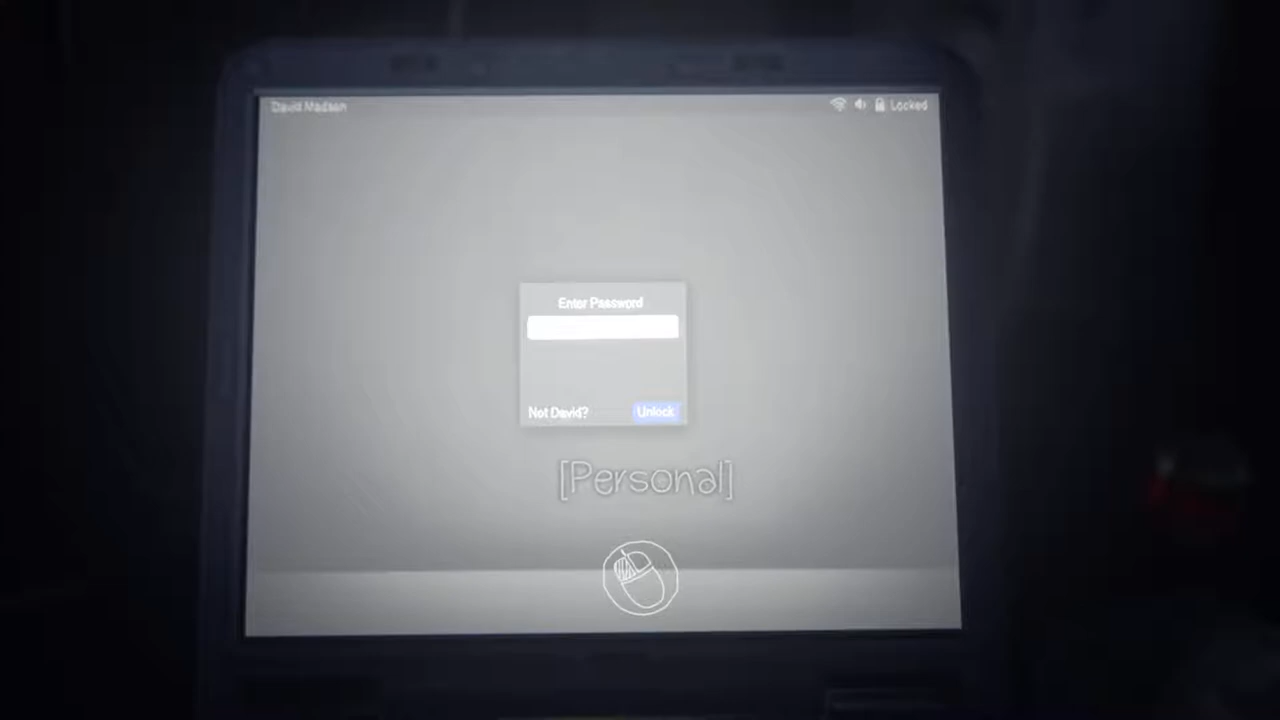 David Madsen
Locked
Enter Password
Not David?
Unlock
[Personal]